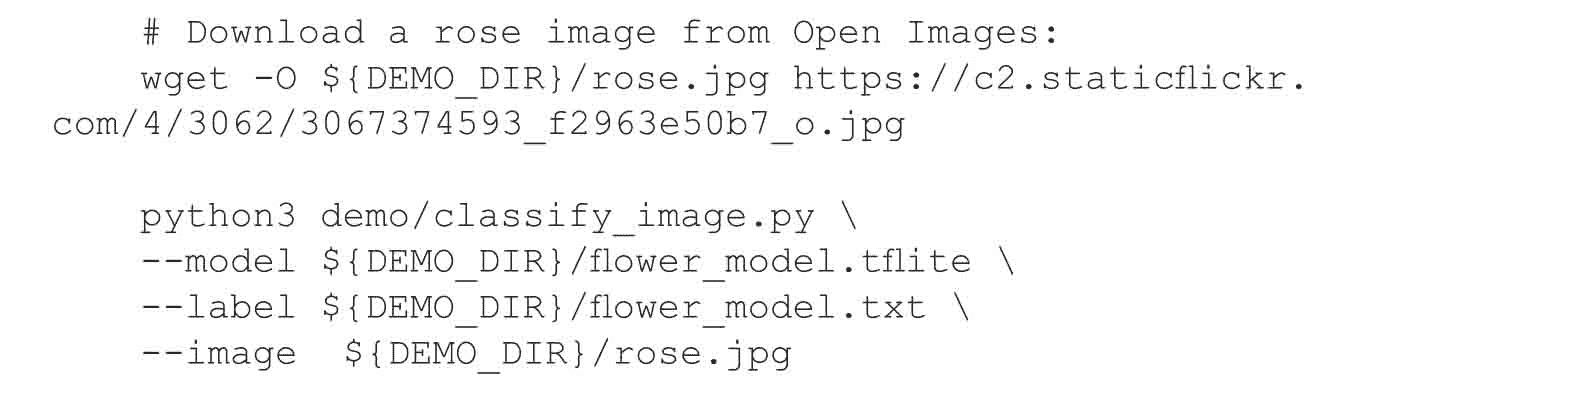 # Download a rose image from Open Images:
wget -O ${DEMO_DIR}/rose.jpg https://c2.staticflickr.
com/4/3062/3067374593_f2963e50b7_o.jpg
python3 demo/classify_image.py \
--model ${DEMO_DIR}/flower_model.tflite \
--label ${DEMO_DIR}/flower_model.txt \
--image  ${DEMO_DIR}/rose.jpg